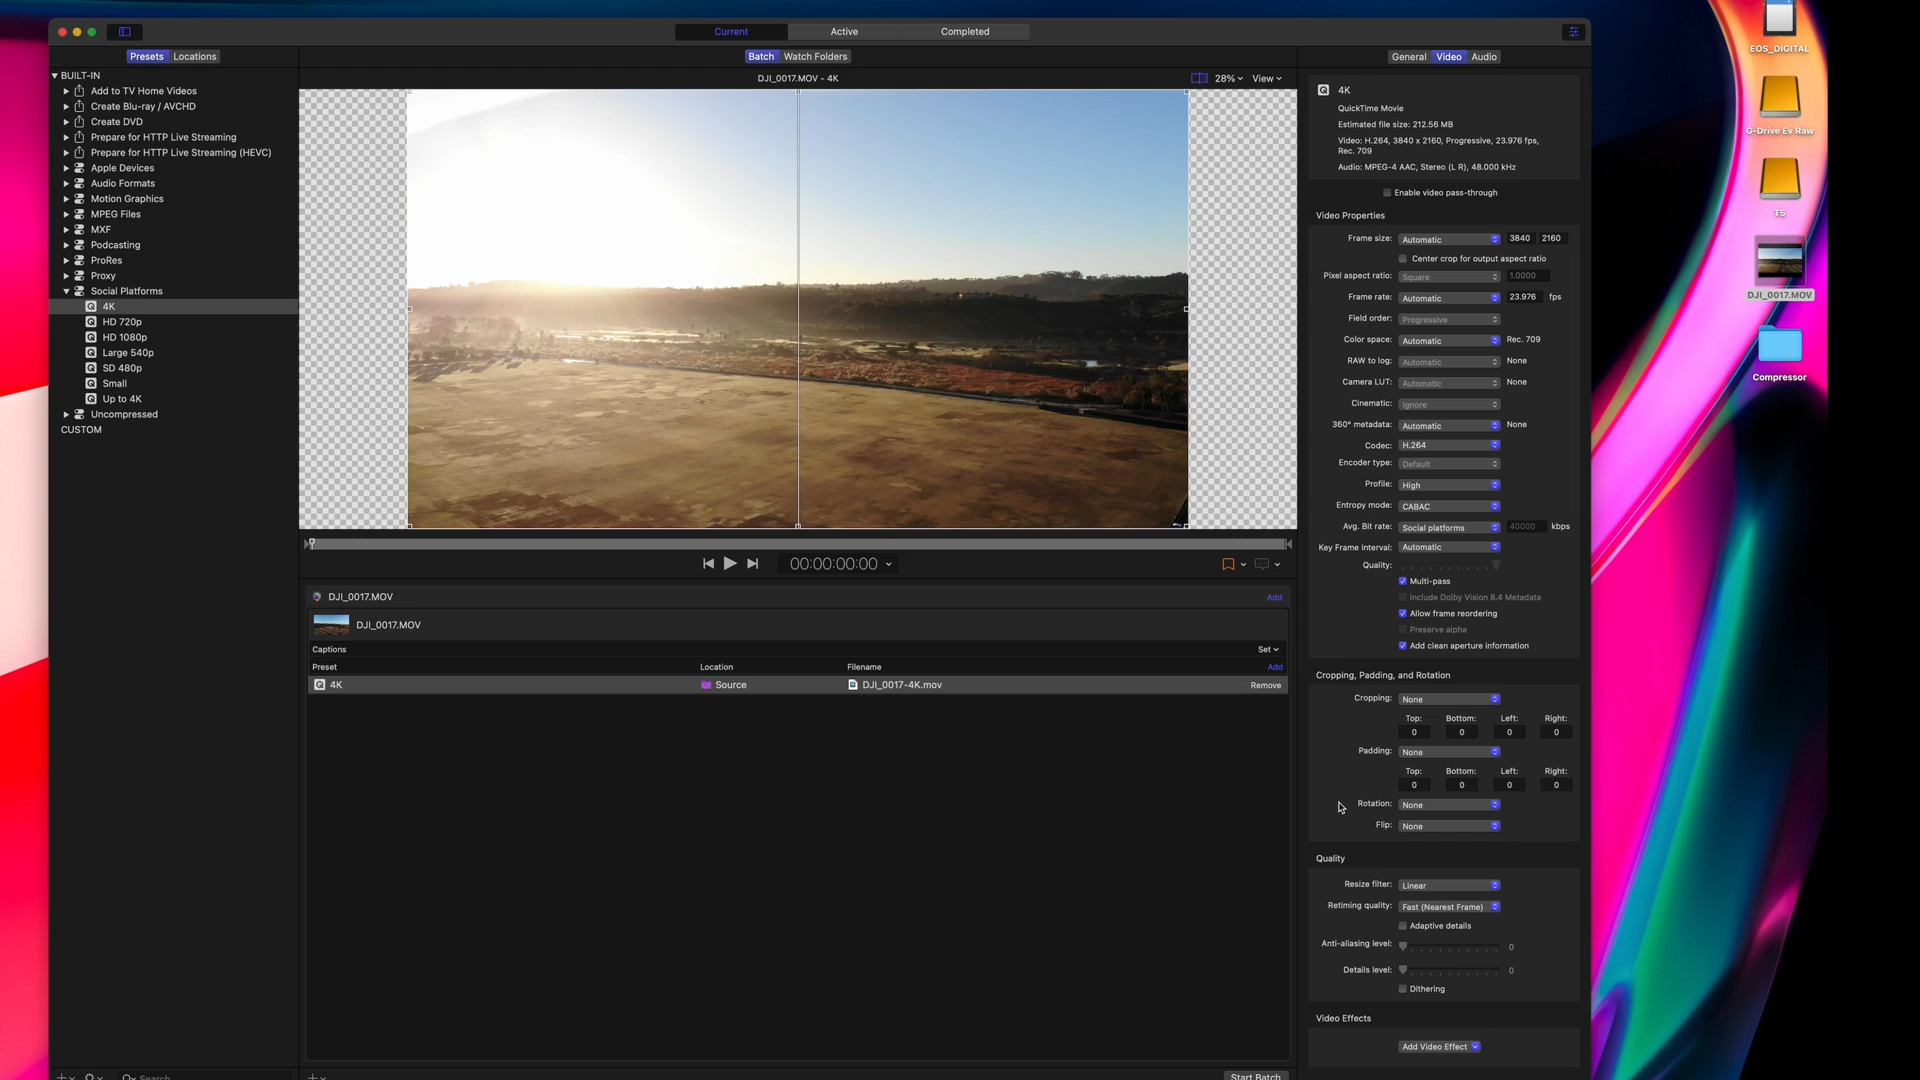 Current
Active
Completed
Presets
Locations
Batch
Watch Folders
General
Video
Audio
BUILT-IN
Add to TV Home Videos
Create Blu-ray / AVCHD
Create DVD
Prepare for HTTP Live Streaming
Prepare for HTTP Live Streaming (HEVC)
Apple Devices
Audio Formats
Motion Graphics
MPEG Files
MXF
Podcasting
ProRes
Proxy
Social Platforms
4K
HD 720p
HD 1080p
Large 540p
SD 480p
Small
Up to 4K
Uncompressed
CUSTOM
Search
DJI_0017.MOV - 4K
28%
View
00:00:00:00
DJI_0017.MOV
Add
DJI_0017.MOV
Captions
Set
Preset Location Filename Add
4K Source DJI_0017-4K.mov Remove
Start Batch
4K
QuickTime Movie
Estimated file size: 212.56 MB
Video: H.264, 3840 x 2160, Progressive, 23.976 fps,
Rec. 709
Audio: MPEG-4 AAC, Stereo (L R), 48.000 kHz
Enable video pass-through
Video Properties
Frame size: Automatic 3840 2160
Center crop for output aspect ratio
Pixel aspect ratio: Square 1.0000
Frame rate: Automatic 23.976 fps
Field order: Progressive
Color space: Automatic Rec. 709
RAW to log: Automatic None
Camera LUT: Automatic None
Cinematic: Ignore
360° metadata: Automatic None
Codec: H.264
Encoder type: Default
Profile: High
Entropy mode: CABAC
Avg. Bit rate: Social platforms 40000 kbps
Key Frame Interval: Automatic
Quality:
Multi-pass
Include Dolby Vision 8.4 Metadata
Allow frame reordering
Preserve alpha
Add clean aperture information
Cropping, Padding, and Rotation
Cropping: None
Top: Bottom: Left: Right:
0 0 0 0
Padding: None
Top: Bottom: Left: Right:
0 0 0 0
Rotation: None
Flip: None
Quality
Resize filter: Linear
Retiming quality: Fast (Nearest Frame)
Adaptive details
Anti-aliasing level: 0
Details level: 0
Dithering
Video Effects
Add Video Effect
EOS_DIGITAL
G-Drive Ev Raw
T5
DJI_0017.MOV
Compressor